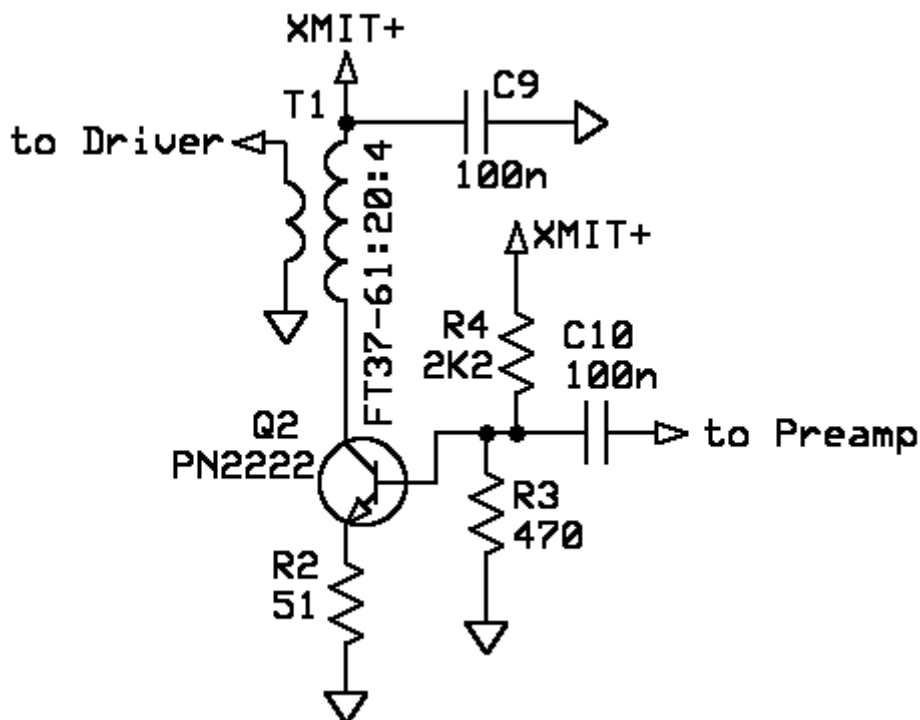 XMIT+
T1
C9
to Driver
100n
FT37-61:20:4
XMIT+
R4
2K2
C10
100n
Q2
PN2222
to Preamp
R3
470
R2
51